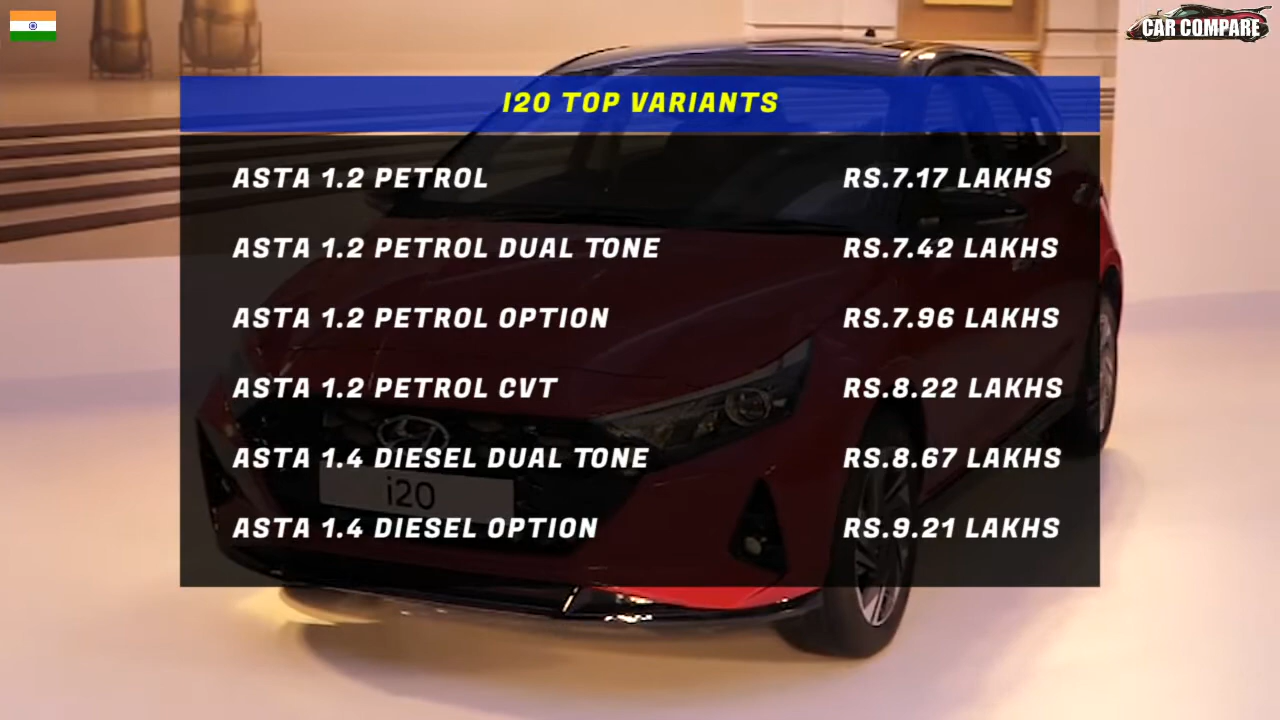 CAR COMPARE
I20 TOP VARIANTS
ASTA 1.2 PETROL RS.7.17 LAKHS
ASTA 1.2 PETROL DUAL TONE RS.7.42 LAKHS
ASTA 1.2 PETROL OPTION RS.7.96 LAKHS
ASTA 1.2 PETROL CVT RS.8.22 LAKHS
ASTA 1.4 DIESEL DUAL TONE RS.8.67 LAKHS
i20
ASTA 1.4 DIESEL OPTION RS.9.21 LAKHS